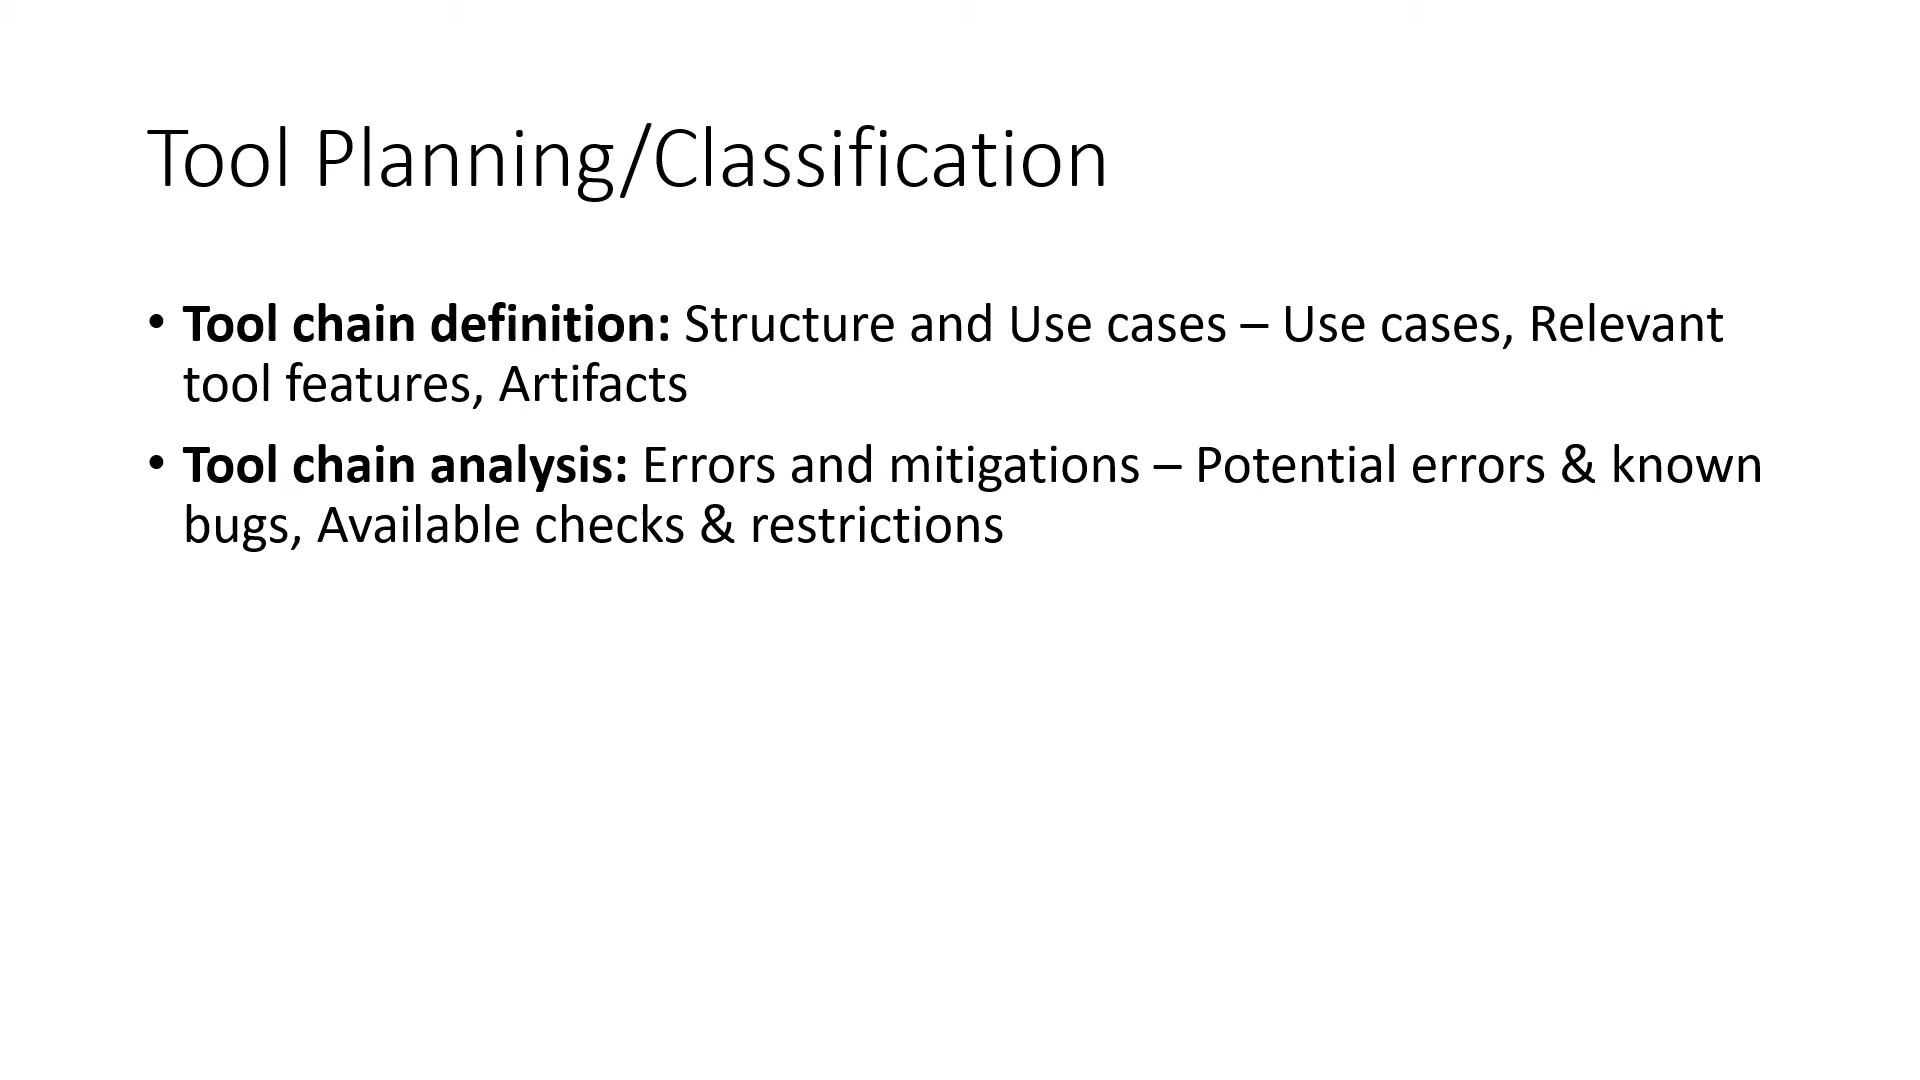 Tool Planning/Classification
• Tool chain definition: Structure and Use cases – Use cases, Relevant
tool features, Artifacts
• Tool chain analysis: Errors and mitigations – Potential errors & known
bugs, Available checks & restrictions